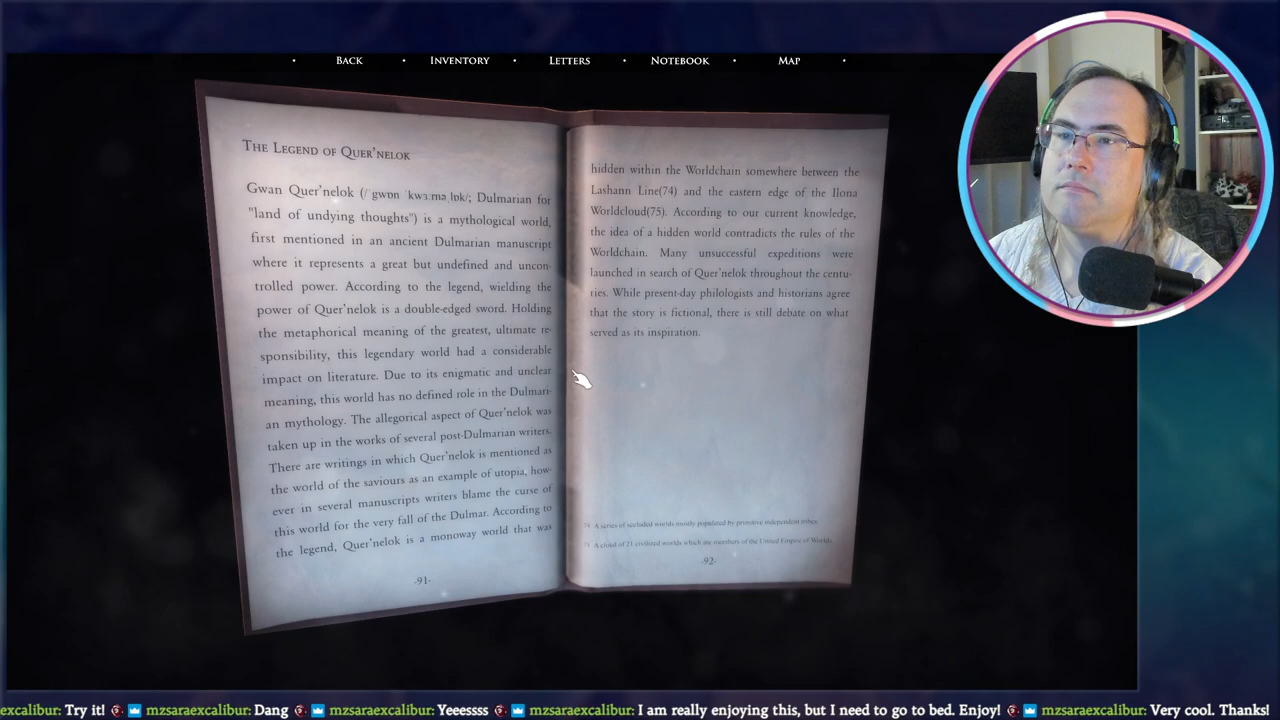 BACK
INVENTORY
LETTERS
NOTEBOOK
MAP
THE LEGEND OF QUER'NELOK
Gwan Quer'nelok (/ˈgwɒn ˈkwɜːnəˌlɒk/; Dulmarian for
"land of undying thoughts") is a mythological world,
first mentioned in an ancient Dulmarian manuscript
where it represents a great but undefined and uncon-
trolled power. According to the legend, wielding the
power of Quer'nelok is a double-edged sword. Holding
the metaphorical meaning of the greatest, ultimate re-
sponsibility, this legendary world had a considerable
impact on literature. Due to its enigmatic and unclear
meaning, this world has no defined role in the Dulmari-
an mythology. The allegorical aspect of Quer'nelok was
taken up in the works of several post-Dulmarian writers.
There are writings in which Quer'nelok is mentioned as
the world of the saviours as an example of utopia, how-
ever in several manuscripts writers blame the curse of
this world for the very fall of the Dulmar. According to
the legend, Quer'nelok is a monoway world that was
-91-
hidden within the Worldchain somewhere between the
Lashann Line(74) and the eastern edge of the Ilona
Worldcloud(75). According to our current knowledge,
the idea of a hidden world contradicts the rules of the
Worldchain. Many unsuccessful expeditions were
launched in search of Quer'nelok throughout the centu-
ries. While present-day philologists and historians agree
that the story is fictional, there is still debate on what
served as its inspiration.
74 A series of secluded worlds mostly populated by primitive independent tribes.
75 A cloud of 21 civilized worlds which are members of the United Empire of Worlds.
-92-
excalibur: Try it! mzsaraexcalibur: Dang mzsaraexcalibur: Yeeessss mzsaraexcalibur: I am really enjoying this, but I need to go to bed. Enjoy! mzsaraexcalibur: Very cool. Thanks!